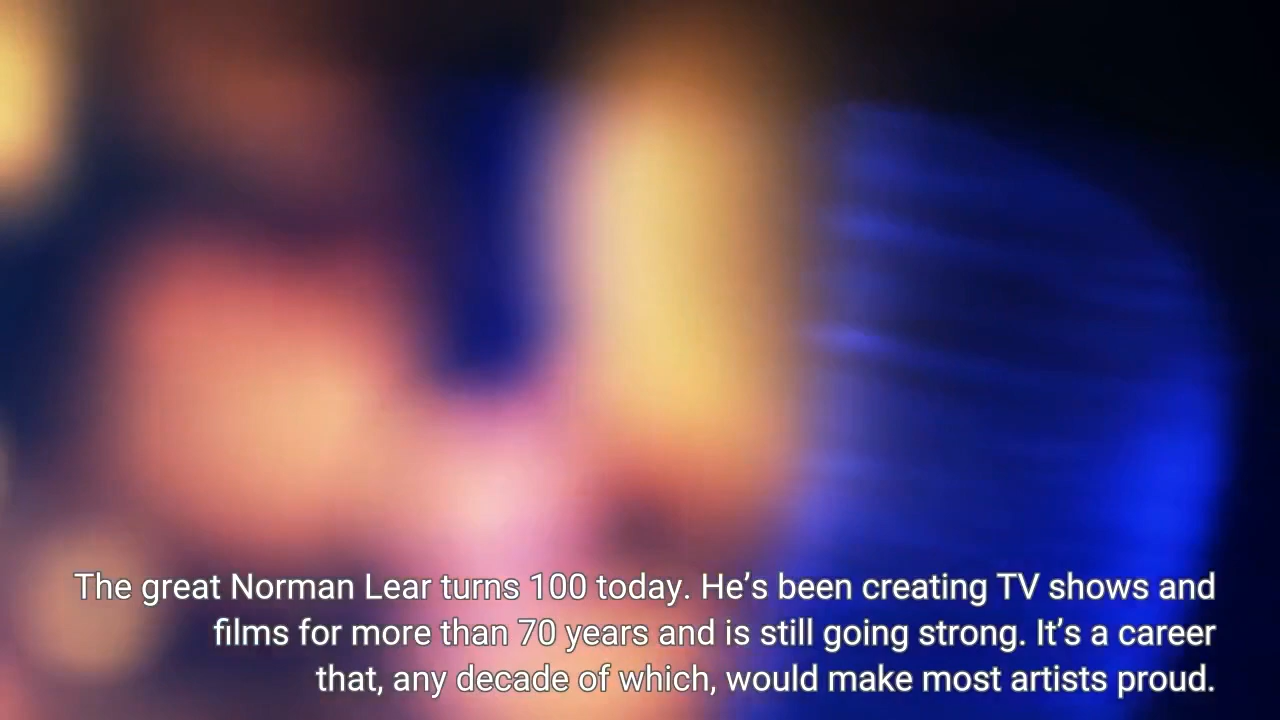 The great Norman Lear turns 100 today. He’s been creating TV shows and
films for more than 70 years and is still going strong. It’s a career
that, any decade of which, would make most artists proud.